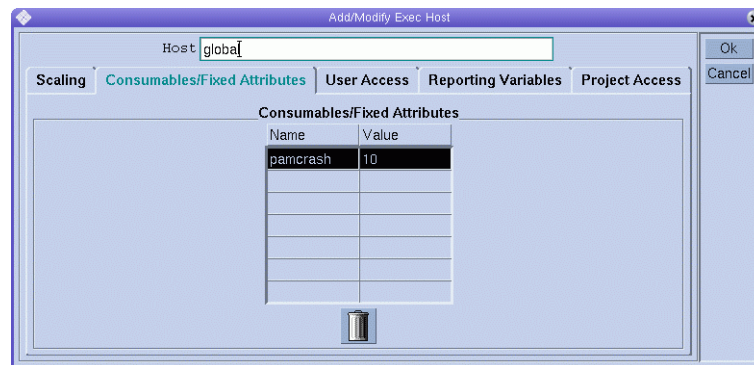 Add/Modify Exec Host
Host global
Ok
Cancel
Scaling Consumables/Fixed Attributes User Access Reporting Variables Project Access
Consumables/Fixed Attributes
Name Value
pamcrash 10